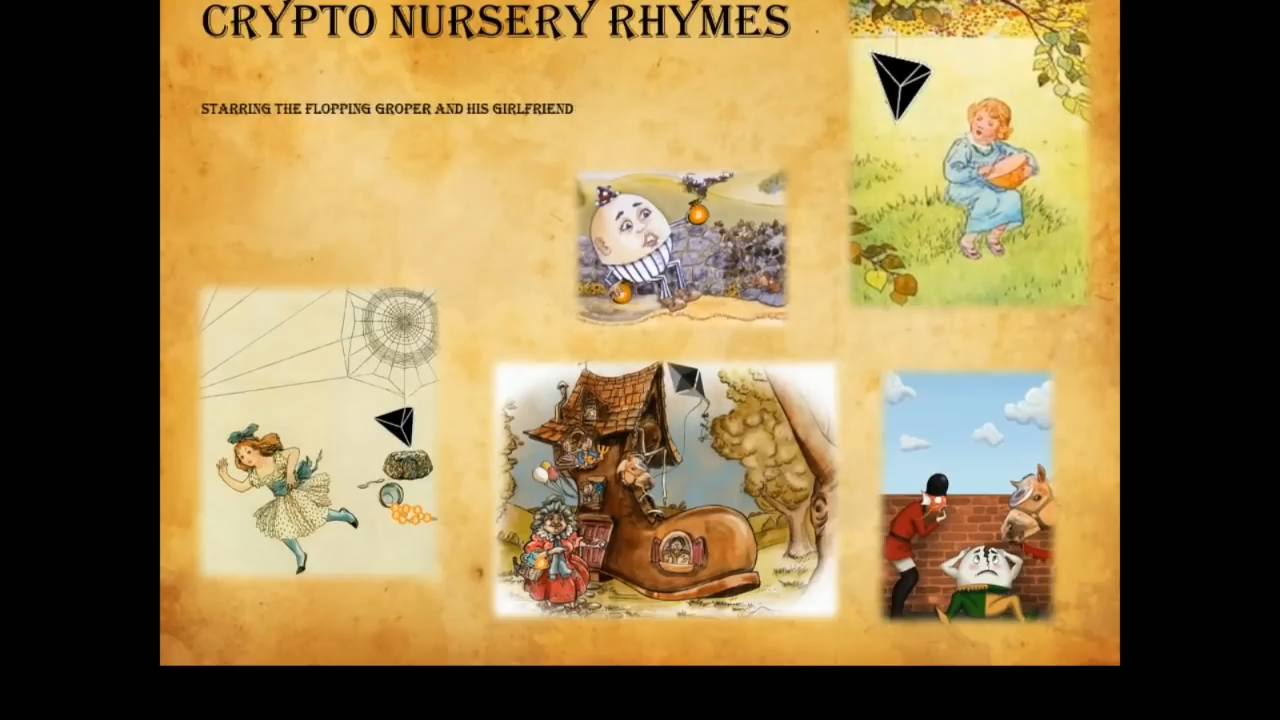 CRYPTO NURSERY RHYMES
STARRING THE FLOPPING GROPER AND HIS GIRLFRIEND